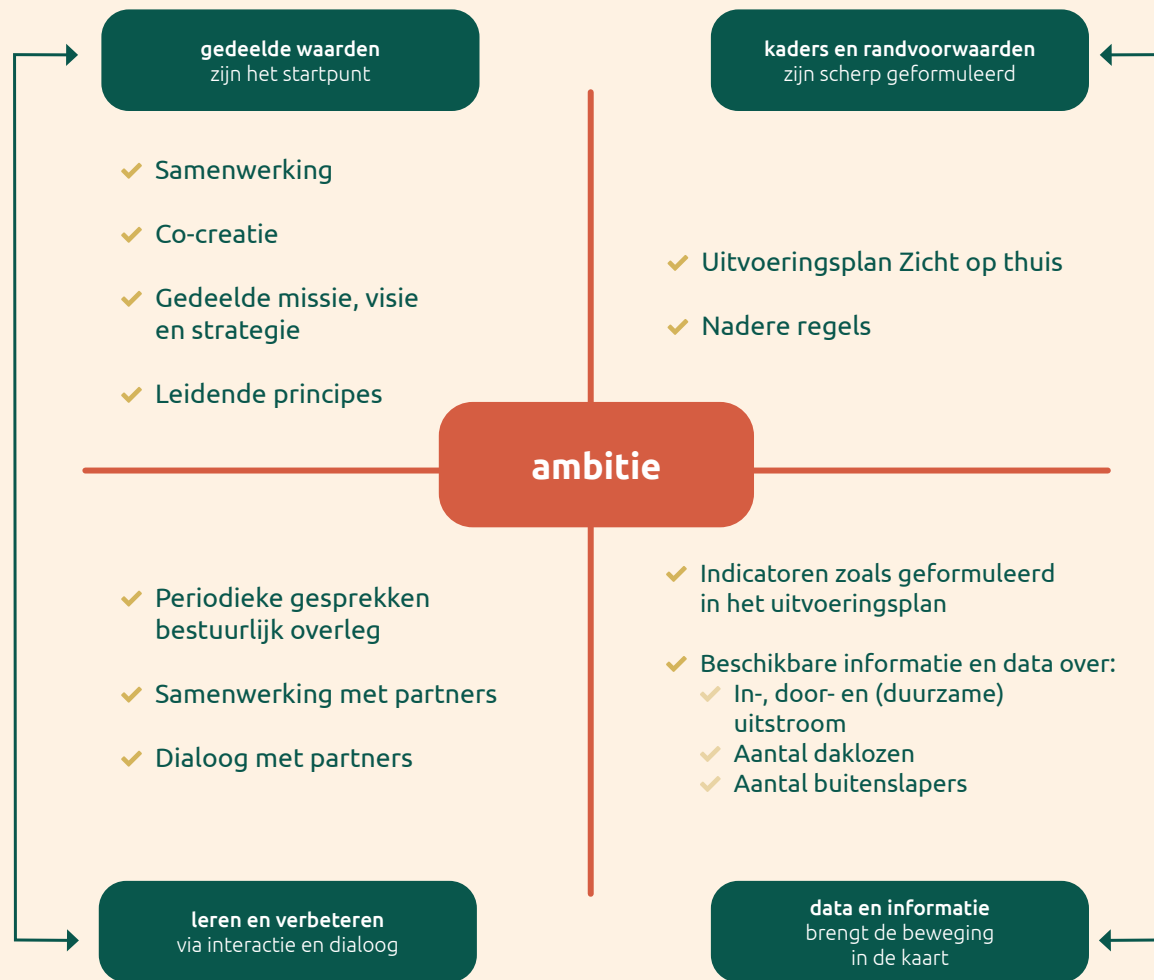 gedeelde waarden
zijn het startpunt
Samenwerking
Co-creatie
Gedeelde missie, visie
en strategie
Leidende principes
kaders en randvoorwaarden
zijn scherp geformuleerd
Uitvoeringsplan Zicht op thuis
Nadere regels
ambitie
Periodieke gesprekken
bestuurlijk overleg
Samenwerking met partners
Dialoog met partners
leren en verbeteren
via interactie en dialoog
Indicatoren zoals geformuleerd
in het uitvoeringsplan
Beschikbare informatie en data over:
In-, door- en (duurzame)
uitstroom
Aantal daklozen
Aantal buitenslapers
data en informatie
brengt de beweging
in de kaart